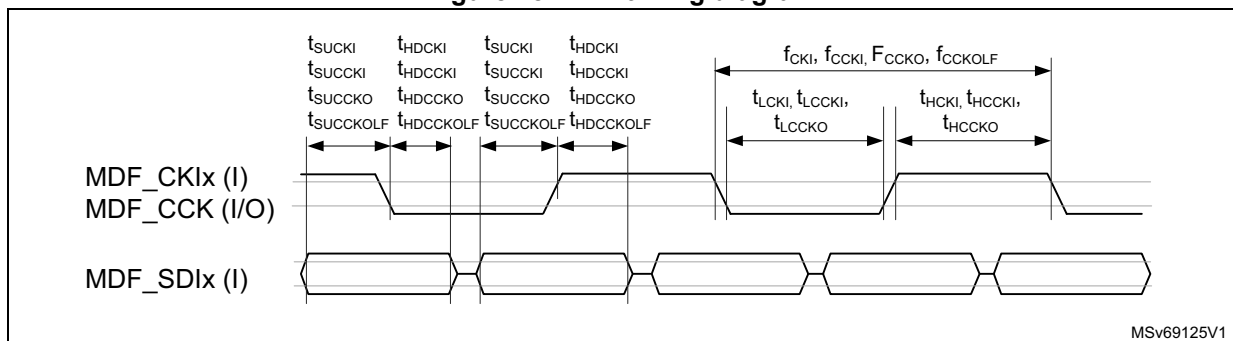 tSUCKI tHDCKI tSUCKI tHDCKI
tSUCCKI tHDCCKI tSUCCKI tHDCCKI
tSUCCKO tHDCCKO tSUCCKO tHDCCKO
tSUCCKOLF tHDCCKOLF tSUCCKOLF tHDCCKOLF
fCKI, fCCKI, FCCKO, fCCKOLF
tLCKI, tLCCKI,
tLCCKO
tHCKI, tHCCKI,
tHCCKO
MDF_CKIx (I)
MDF_CCK (I/O)
MDF_SDIx (I)
MSv69125V1